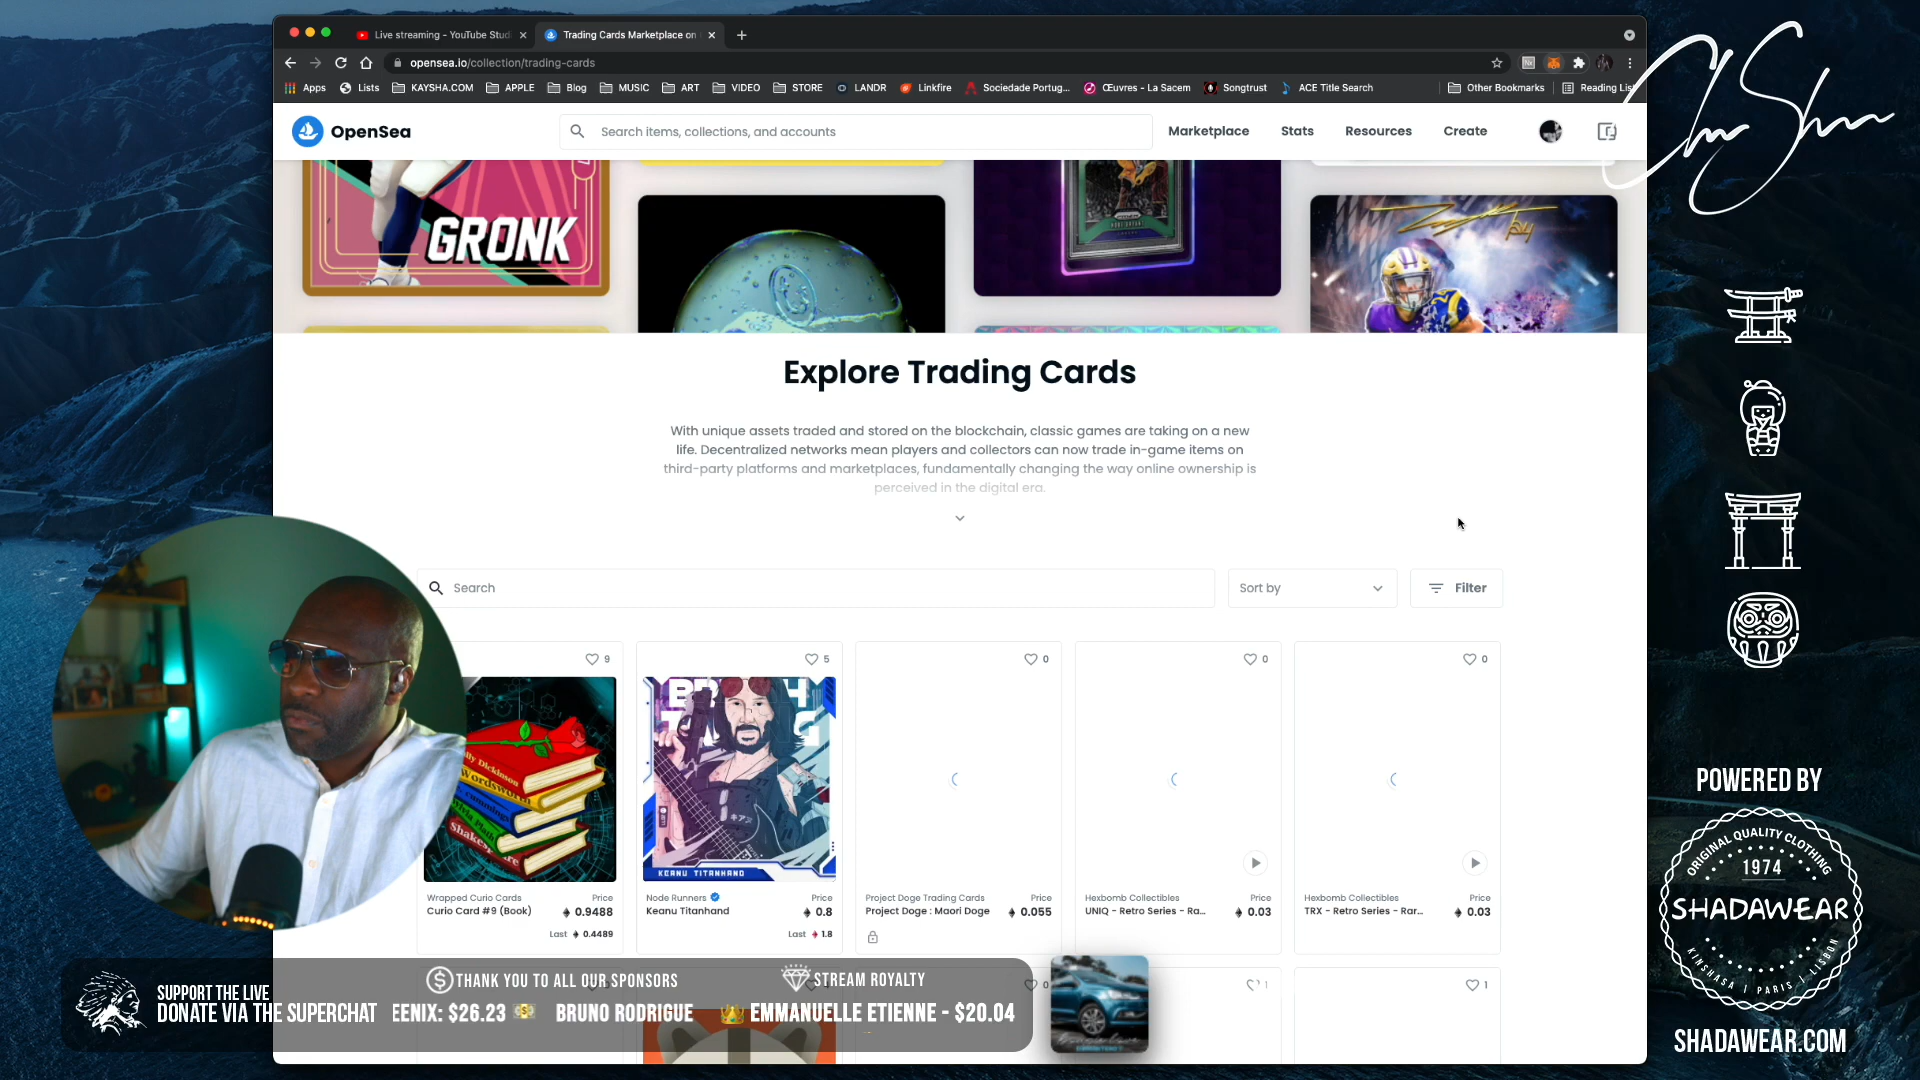 Live streaming - YouTube Stud
Trading Cards Marketplace on
opensea.io/collection/trading-cards
Apps
Lists
KAYSHA.COM
APPLE
Blog
MUSIC
ART
VIDEO
STORE
LANDR
Linkfire
Sociedade Portug...
Œuvres - La Sacem
Songtrust
ACE Title Search
Other Bookmarks
Reading List
OpenSea
Search items, collections, and accounts
Marketplace
Stats
Resources
Create
GRONK
Explore Trading Cards
With unique assets traded and stored on the blockchain, classic games are taking on a new
life. Decentralized networks mean players and collectors can now trade in-game items on
third-party platforms and marketplaces, fundamentally changing the way online ownership is
perceived in the digital era.
Search
Sort by
Filter
9
5
0
0
0
Dickinson
Wordsworth
cummings
Sylvia Plath
Shakespeare
KEANU TITANHAND
Wrapped Curio Cards
Price
Curio Card #9 (Book)
0.9488
Last 0.4489
Node Runners
Price
Keanu Titanhand
0.8
Last 1.8
Project Doge Trading Cards
Price
Project Doge : Maori Doge
0.055
Hexbomb Collectibles
Price
UNIQ - Retro Series - Ra...
0.03
Hexbomb Collectibles
Price
TRX - Retro Series - Rar...
0.03
0
1
1
SUPPORT THE LIVE
DONATE VIA THE SUPERCHAT
THANK YOU TO ALL OUR SPONSORS
EENIX: $26.23
BRUNO RODRIGUE
STREAM ROYALTY
EMMANUELLE ETIENNE - $20.04
POWERED BY
ORIGINAL QUALITY CLOTHING
1974
SHADAWEAR
KINSHASA | PARIS | LISBON
SHADAWEAR.COM